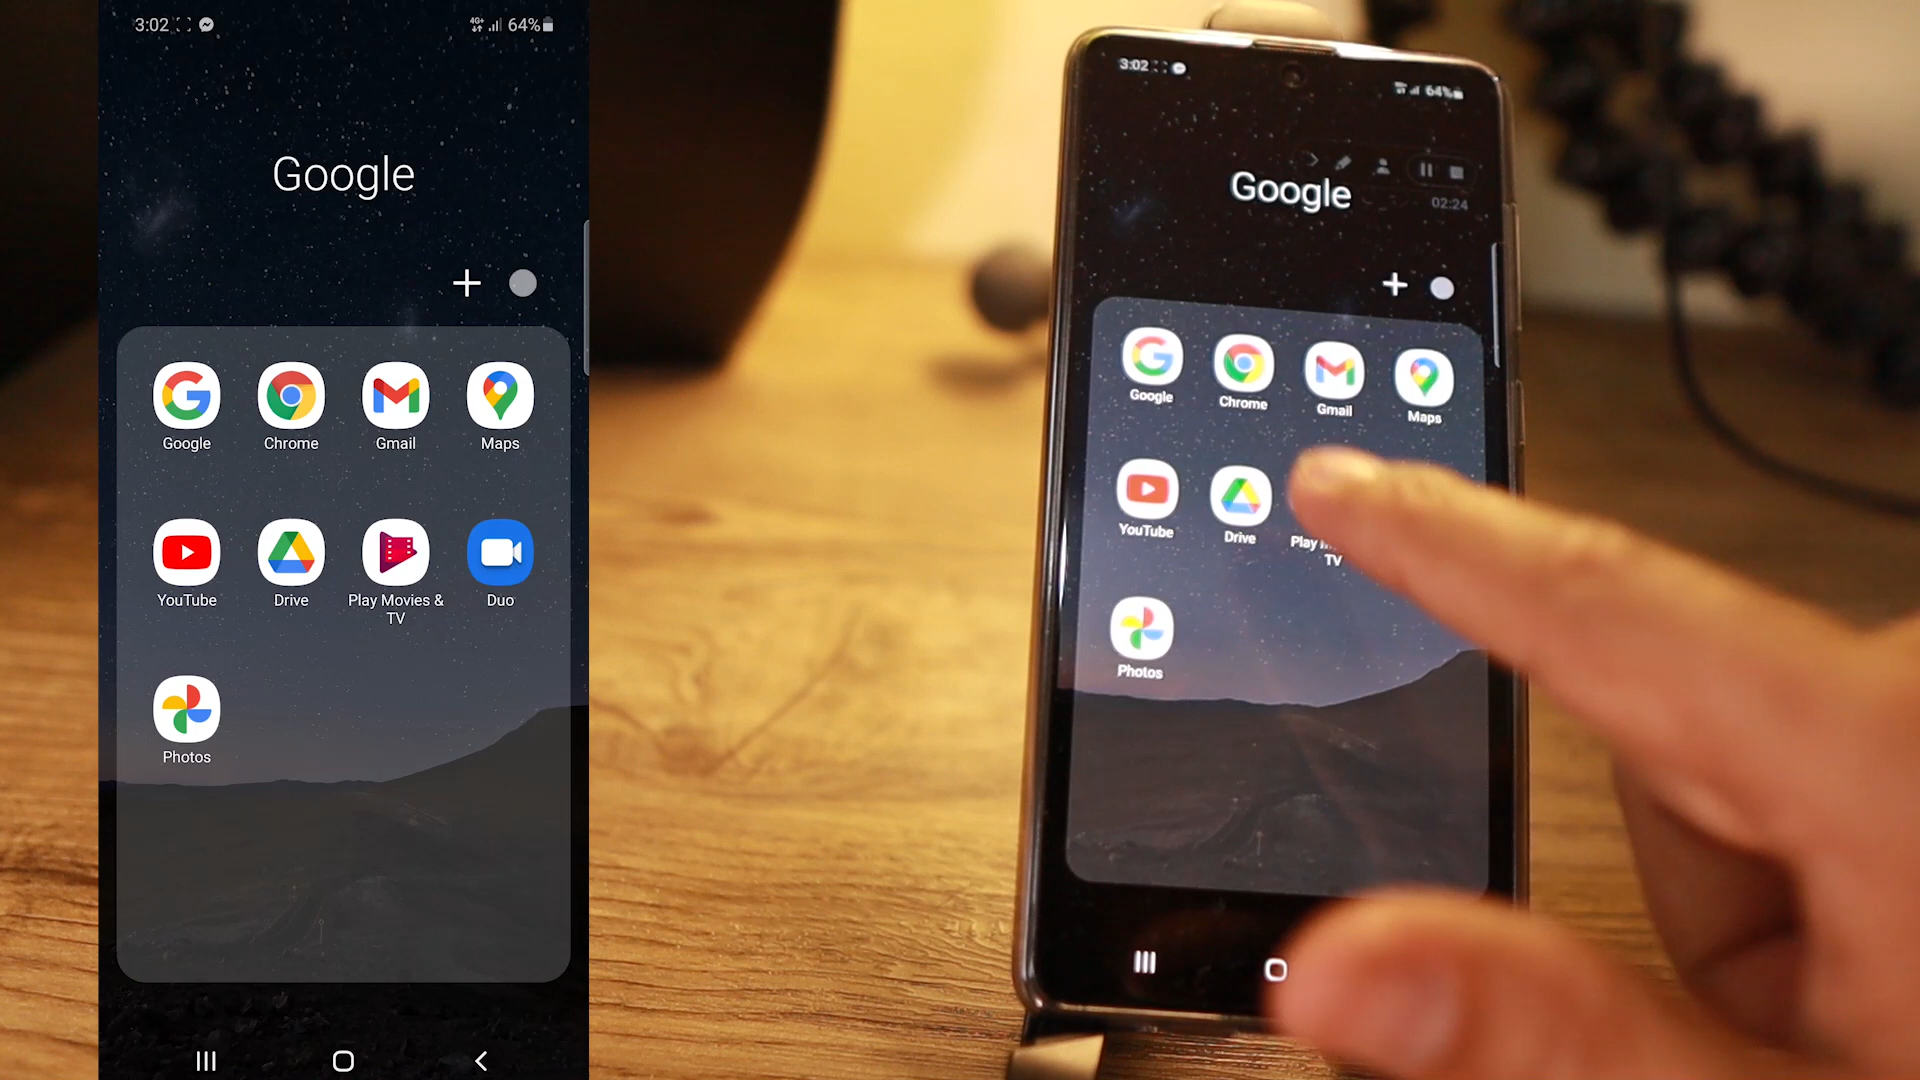 3:02
4G+ 64%
Google
Google Chrome Gmail Maps
YouTube Drive Play Movies & TV Duo
Photos
3:02
64%
Google
02:24
Google Chrome Gmail Maps
YouTube Drive Play
TV
Photos